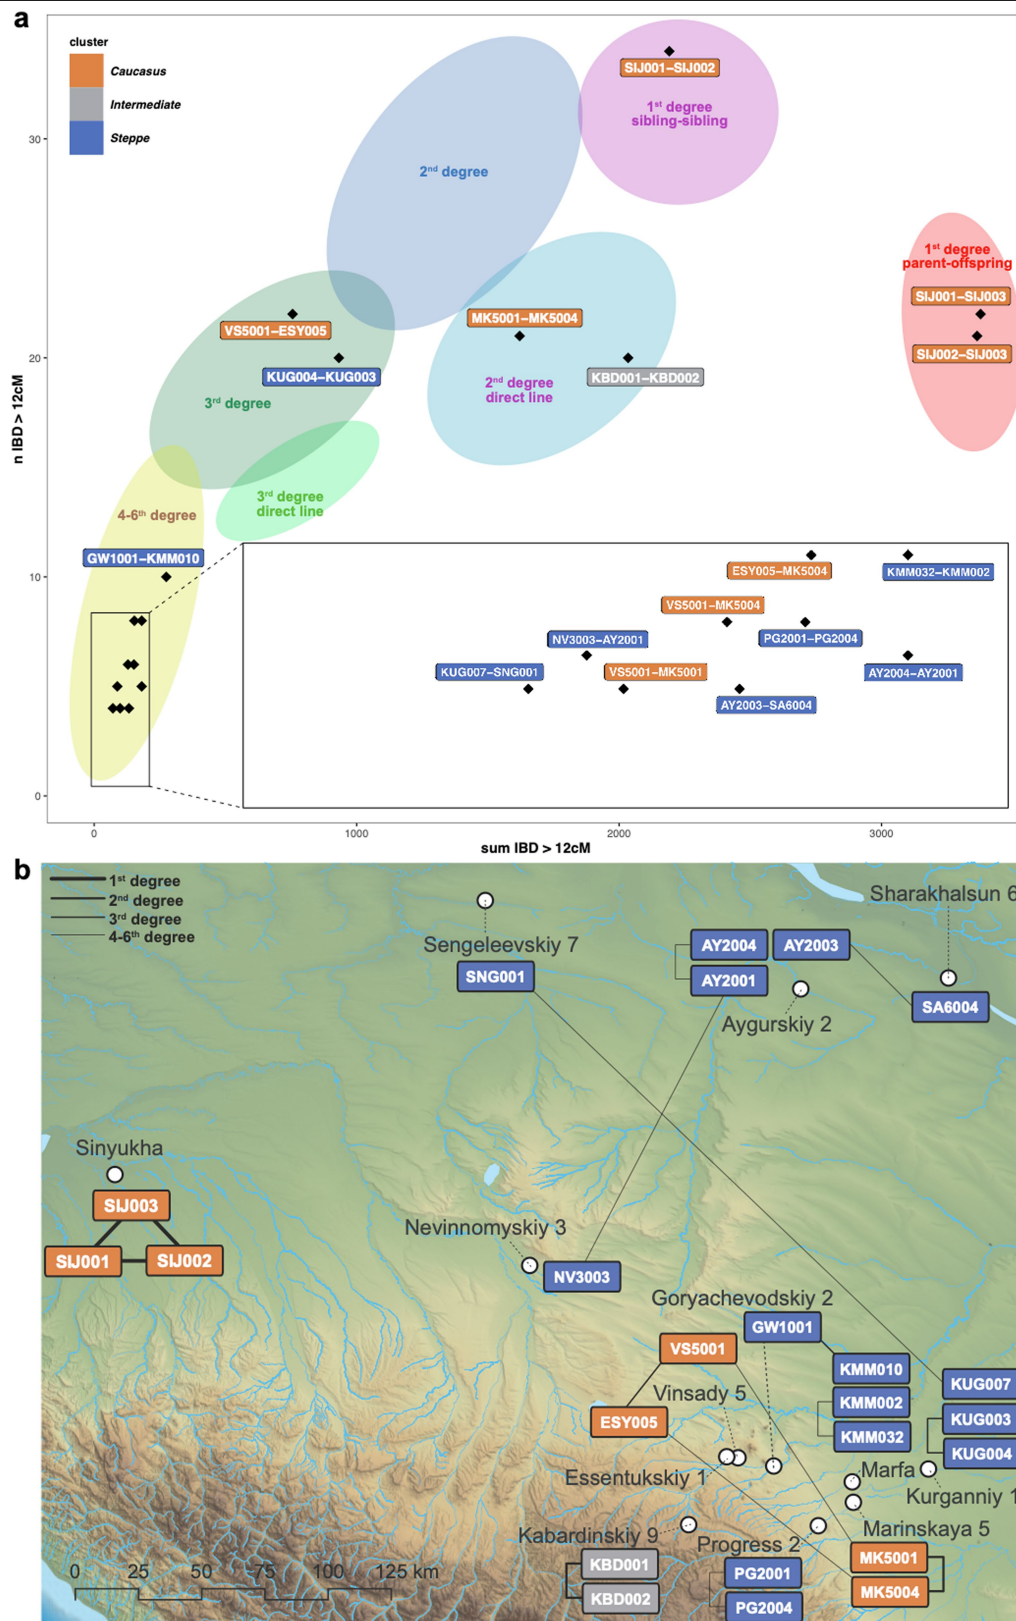 a
cluster
Caucasus
Intermediate
Steppe
SIJ001–SIJ002
1st degree
sibling-sibling
2nd degree
1st degree
parent-offspring
SIJ001–SIJ003
SIJ002–SIJ003
VS5001–ESY005
MK5001–MK5004
KUG004–KUG003
KBD001–KBD002
2nd degree
direct line
3rd degree
3rd degree
direct line
4-6th degree
GW1001–KMM010
ESY005–MK5004
KMM032–KMM002
VS5001–MK5004
NV3003–AY2001
PG2001–PG2004
KUG007–SNG001
VS5001–MK5001
AY2004–AY2001
AY2003–SA6004
30
20
10
0
n IBD > 12cM
0
1000
2000
3000
sum IBD > 12cM
b
1st degree
2nd degree
3rd degree
4-6th degree
Sharakhalsun 6
Sengeleevskiy 7
SNG001
AY2004
AY2003
AY2001
SA6004
Aygurskiy 2
Sinyukha
SIJ003
SIJ001
SIJ002
Nevinnomyskiy 3
NV3003
Goryachevodskiy 2
GW1001
VS5001
KMM010
KUG007
Vinsady 5
KMM002
KUG003
ESY005
KMM032
KUG004
Essentukskiy 1
Marfa
Kurganniy 1
Marinskaya 5
Kabardinskiy 9
Progress 2
MK5001
KBD001
PG2001
MK5004
KBD002
PG2004
0 25 50 75 100 125 km